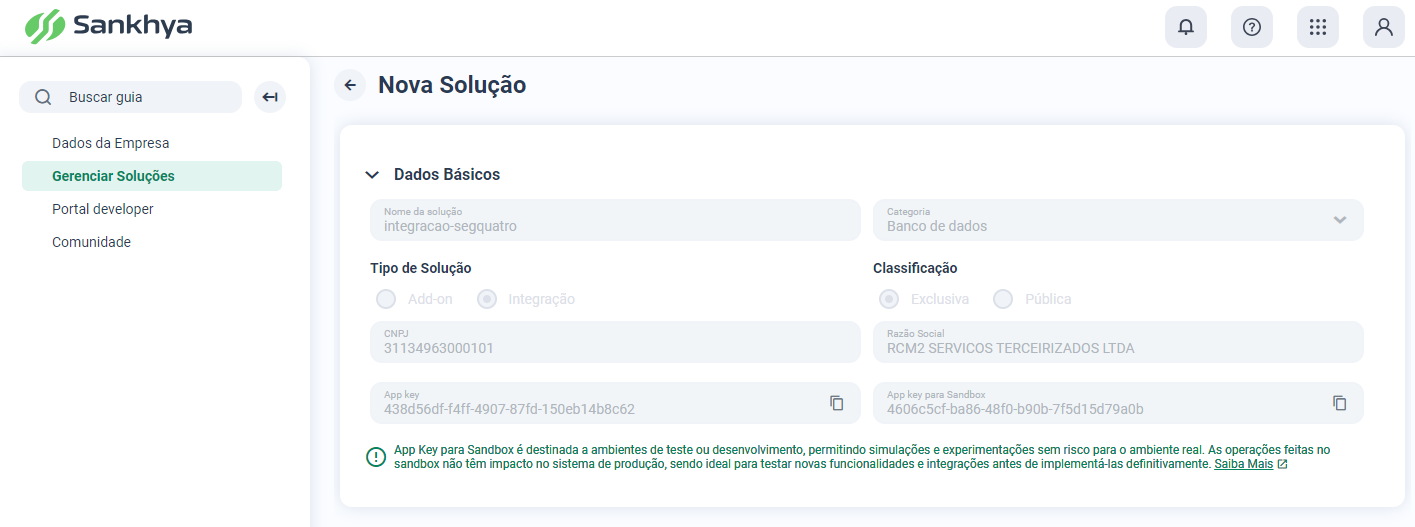 Sankhya
Buscar guia
Dados da Empresa
Gerenciar Soluções
Portal developer
Comunidade
Nova Solução
Dados Básicos
Nome da solução
integracao-segquatro
Categoria
Banco de dados
Tipo de Solução
Add-on
Integração
Classificação
Exclusiva
Pública
CNPJ
31134963000101
Razão Social
RCM2 SERVICOS TERCEIRIZADOS LTDA
App key
438d56df-f4ff-4907-87fd-150eb14b8c62
App key para Sandbox
4606c5cf-ba86-48f0-b90b-7f5d15d79a0b
App Key para Sandbox é destinada a ambientes de teste ou desenvolvimento, permitindo simulações e experimentações sem risco para o ambiente real. As operações feitas no
sandbox não têm impacto no sistema de produção, sendo ideal para testar novas funcionalidades e integrações antes de implementá-las definitivamente. Saiba Mais